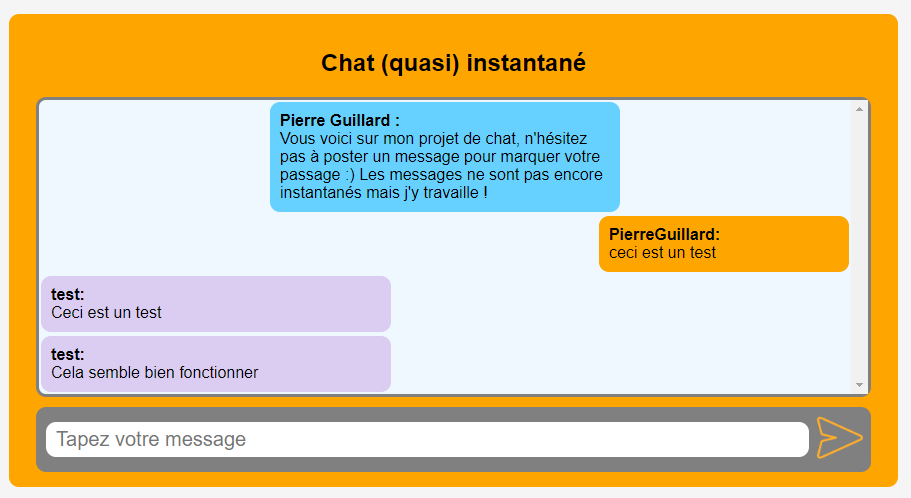 Chat (quasi) instantané
Pierre Guillard :
Vous voici sur mon projet de chat, n'hésitez
pas à poster un message pour marquer votre
passage :) Les messages ne sont pas encore
instantanés mais j'y travaille !
PierreGuillard:
ceci est un test
test:
Ceci est un test
test:
Cela semble bien fonctionner
Tapez votre message